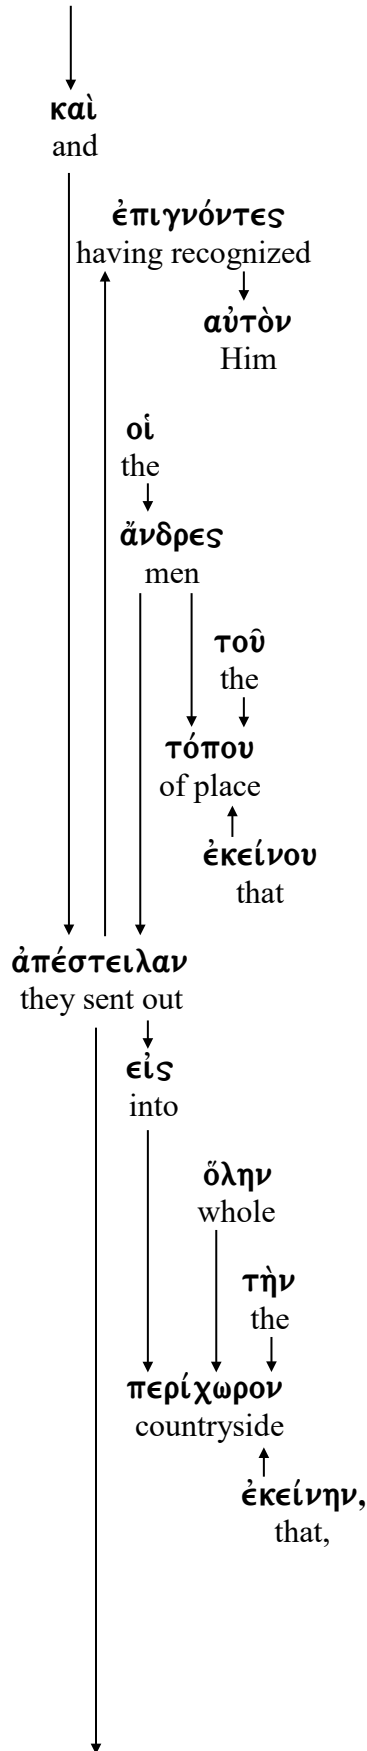 καὶ
and
ἐπιγνόντες
having recognized
αὐτὸν
Him
οἱ
the
ἄνδρες
men
τοῦ
the
τόπου
of place
ἐκείνου
that
ἀπέστειλαν
they sent out
εἰς
into
ὅλην
whole
τὴν
the
περίχωρον
countryside
ἐκείνην,
that,